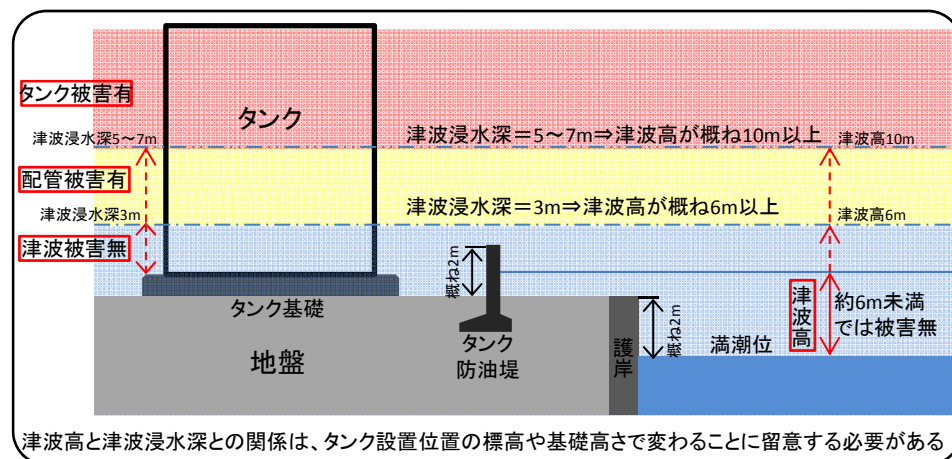 タンク被害有
タンク
津波浸水深5～7m
津波浸水深＝5～7m⇒津波高が概ね10m以上
津波高10m
配管被害有
津波浸水深3m
津波浸水深＝3m⇒津波高が概ね6m以上
津波高6m
津波被害無
概ね2m
タンク基礎
地盤
タンク
防油堤
護岸
概ね2m
満潮位
津波高
約6m未満
では被害無
津波高と津波浸水深との関係は、タンク設置位置の標高や基礎高さで変わることに留意する必要がある